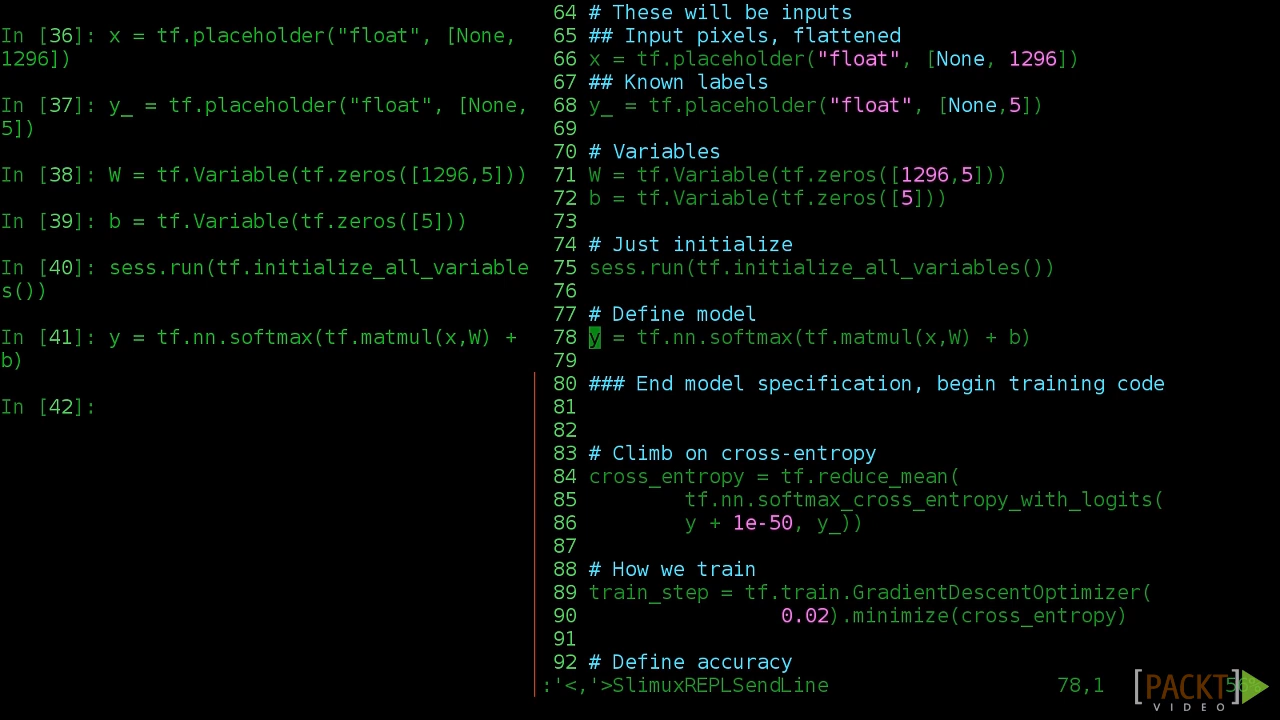 In [36]: x = tf.placeholder("float", [None,
1296])
In [37]: y_ = tf.placeholder("float", [None,
5])
In [38]: W = tf.Variable(tf.zeros([1296,5]))
In [39]: b = tf.Variable(tf.zeros([5]))
In [40]: sess.run(tf.initialize_all_variable
s())
In [41]: y = tf.nn.softmax(tf.matmul(x,W) +
b)
In [42]:
64 # These will be inputs
65 ## Input pixels, flattened
66 x = tf.placeholder("float", [None, 1296])
67 ## Known labels
68 y_ = tf.placeholder("float", [None,5])
69
70 # Variables
71 W = tf.Variable(tf.zeros([1296,5]))
72 b = tf.Variable(tf.zeros([5]))
73
74 # Just initialize
75 sess.run(tf.initialize_all_variables())
76
77 # Define model
78 y = tf.nn.softmax(tf.matmul(x,W) + b)
79
80 ### End model specification, begin training code
81
82
83 # Climb on cross-entropy
84 cross_entropy = tf.reduce_mean(
85         tf.nn.softmax_cross_entropy_with_logits(
86         y + 1e-50, y_))
87
88 # How we train
89 train_step = tf.train.GradientDescentOptimizer(
90                 0.02).minimize(cross_entropy)
91
92 # Define accuracy
:'<,'>SlimuxREPLSendLine 78,1
[PACKT]
VIDEO